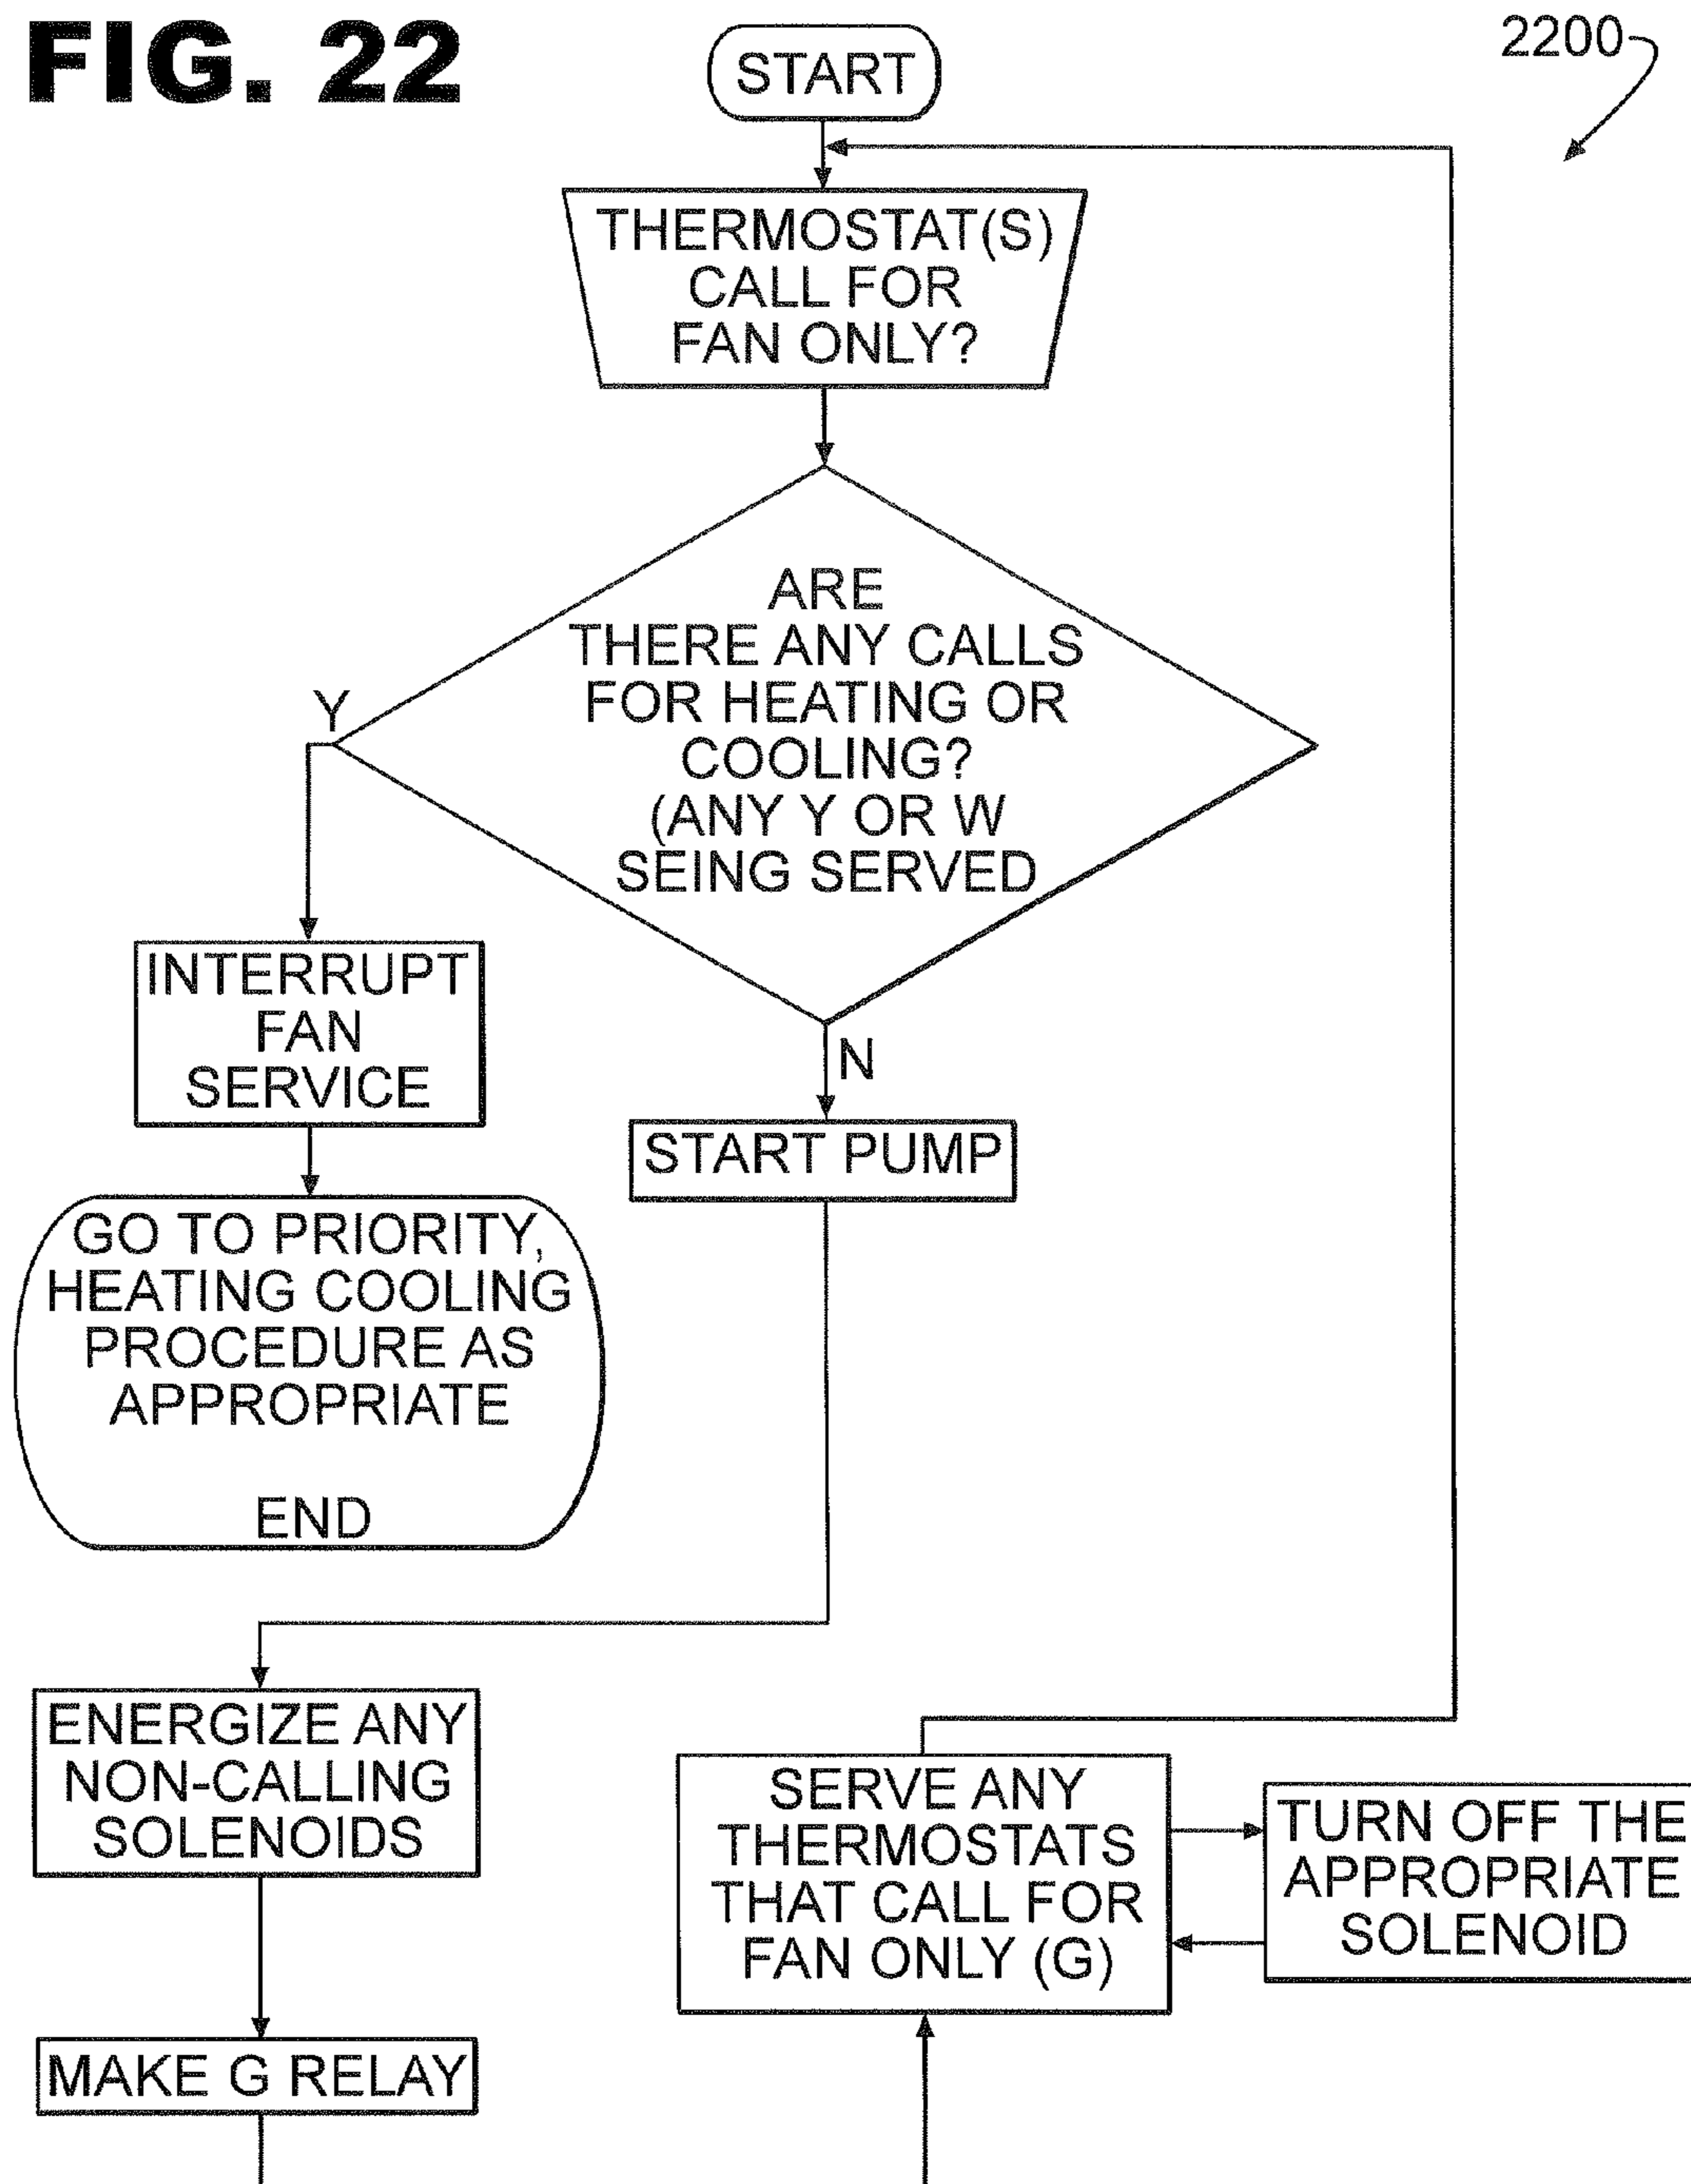 FIG. 22
2200
START
THERMOSTAT(S)
CALL FOR
FAN ONLY?
ARE
THERE ANY CALLS
FOR HEATING OR
COOLING?
(ANY Y OR W
SEING SERVED
Y
N
INTERRUPT
FAN
SERVICE
START PUMP
GO TO PRIORITY,
HEATING COOLING
PROCEDURE AS
APPROPRIATE
END
ENERGIZE ANY
NON-CALLING
SOLENOIDS
MAKE G RELAY
SERVE ANY
THERMOSTATS
THAT CALL FOR
FAN ONLY (G)
TURN OFF THE
APPROPRIATE
SOLENOID